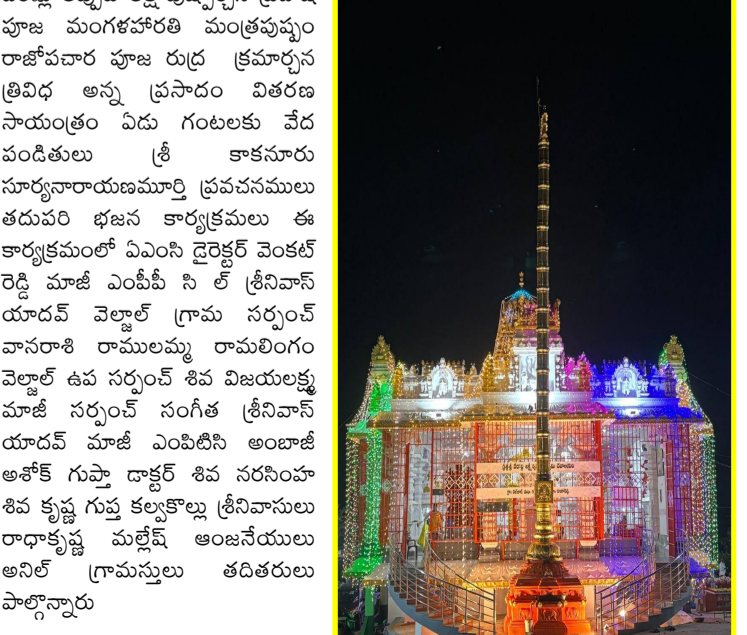 పూజ మంగళహారతి మంత్రపుష్పం
రాజోపచార పూజ రుద్ర క్రమార్చన
త్రివిధ అన్న ప్రసాదం వితరణ
సాయంత్రం ఏడు గంటలకు వేద
పండితులు శ్రీ కాకనూరు
సూర్యనారాయణమూర్తి ప్రవచనములు
తదుపరి భజన కార్యక్రమలు ఈ
కార్యక్రమంలో ఏఎంసి డైరెక్టర్ వెంకట్
రెడ్డి మాజీ ఎంపీపీ సి ల్ శ్రీనివాస్
యాదవ్ వెల్జాల్ గ్రామ సర్పంచ్
వానరాశి రాములమ్మ రామలింగం
వెల్జాల్ ఉప సర్పంచ్ శివ విజయలక్ష్మి
మాజీ సర్పంచ్ సంగీత శ్రీనివాస్
యాదవ్ మాజీ ఎంపిటిసి అంబాజీ
అశోక్ గుప్తా డాక్టర్ శివ నరసింహ
శివ కృష్ణ గుప్త కల్వకొల్లు శ్రీనివాసులు
రాధాకృష్ణ మల్లేష్ ఆంజనేయులు
అనిల్ గ్రామస్తులు తదితరులు
పాల్గొన్నారు